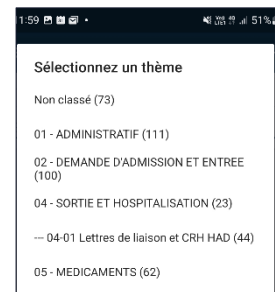 11:59
51%
Sélectionnez un thème
Non classé (73)
01 - ADMINISTRATIF (111)
02 - DEMANDE D'ADMISSION ET ENTREE
(100)
04 - SORTIE ET HOSPITALISATION (23)
--- 04-01 Lettres de liaison et CRH HAD (44)
05 - MEDICAMENTS (62)